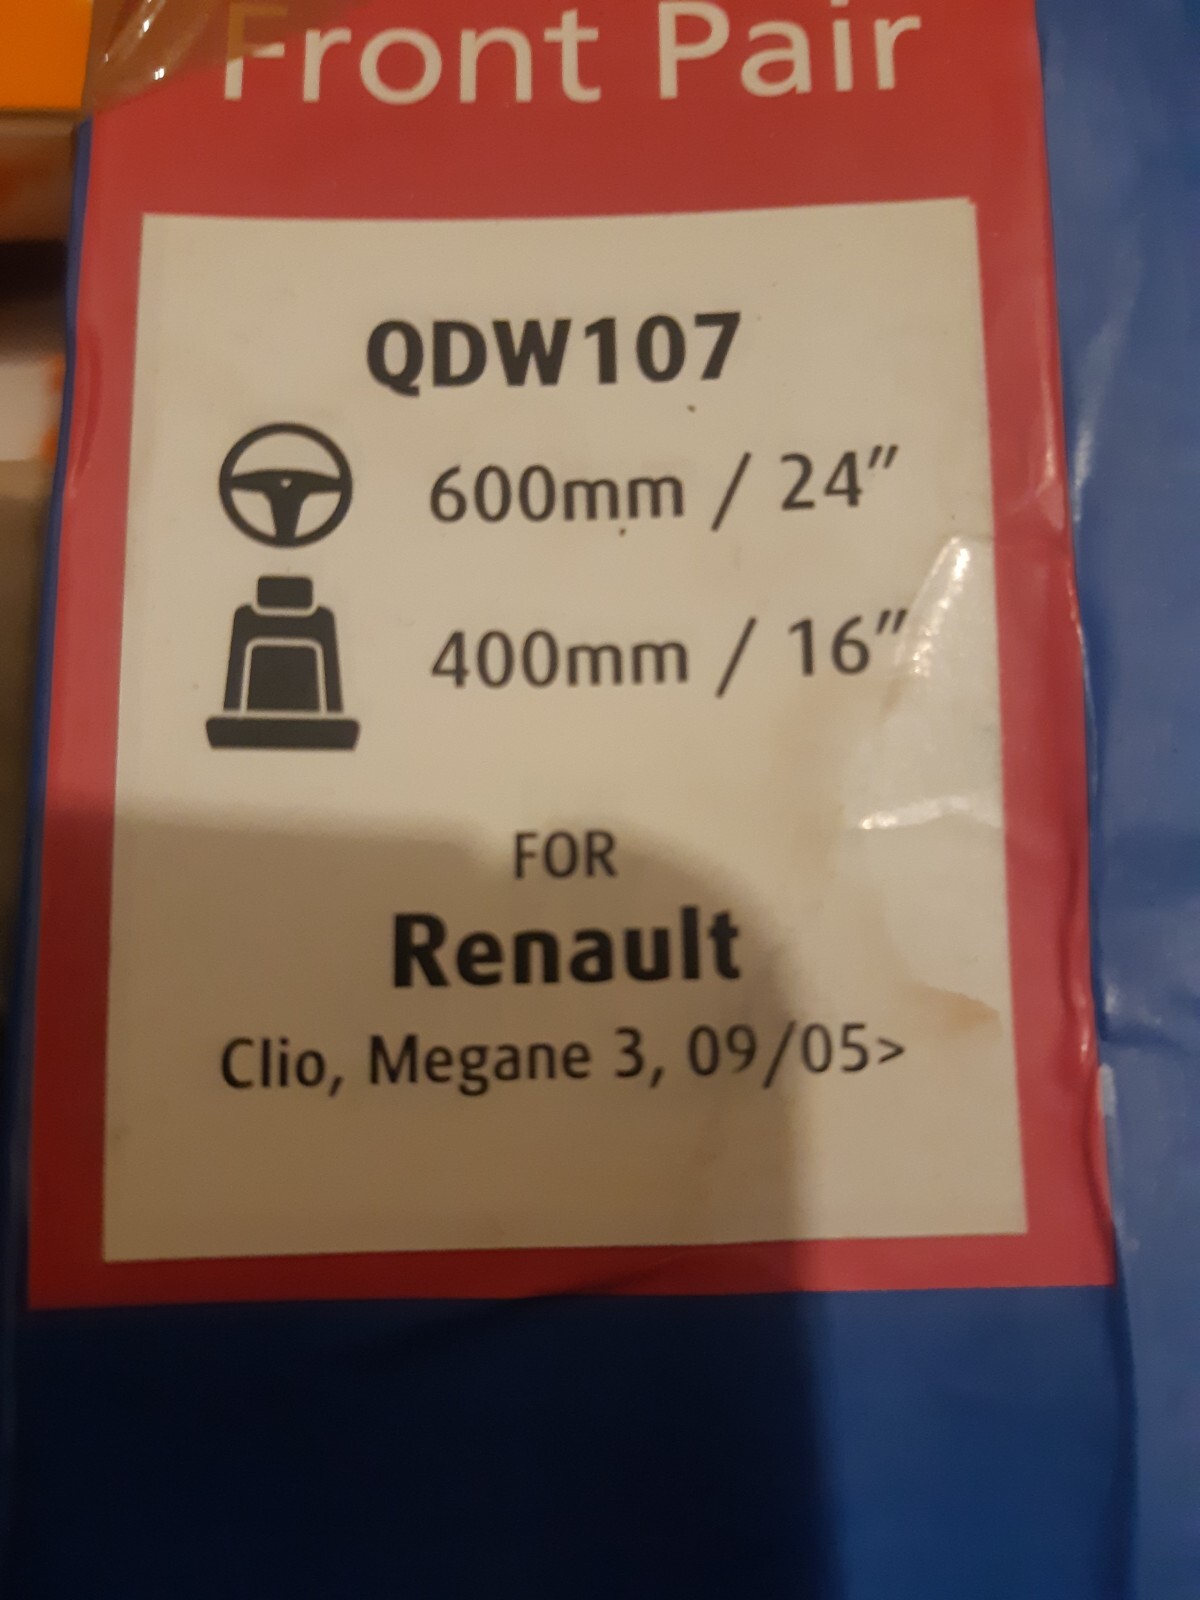 Front Pair
QDW107
600mm / 24"
400mm / 16"
FOR
Renault
Clio, Megane 3, 09/05>